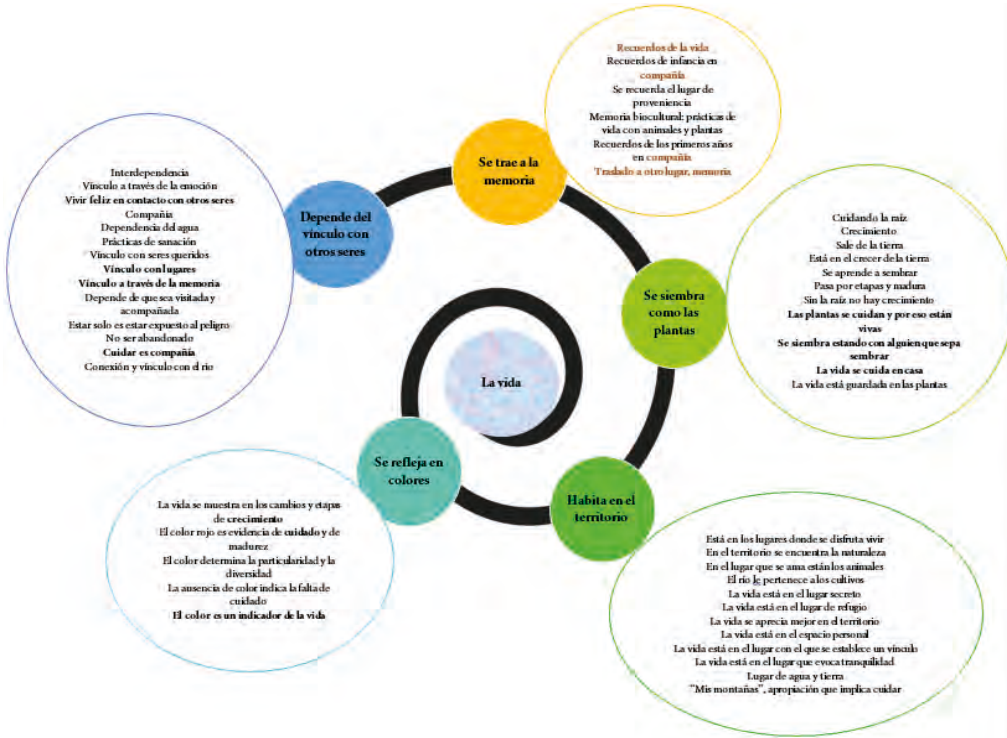 La vida
Se refleja en
colores
La vida se muestra en los cambios y etapas
de crecimiento
El color rojo es evidencia de cuidado y de
madurez
El color determina la particularidad y la
diversidad
La ausencia de color indica la falta de
cuidado
El color es un indicador de la vida
Habita en el
territorio
Está en los lugares donde se disfruta vivir
En el territorio se encuentra la naturaleza
En el lugar que se ama están los animales
El río le pertenece a los cultivos
La vida está en el lugar secreto
La vida está en el lugar de refugio
La vida se aprecia mejor en el territorio
La vida está en el espacio personal
La vida está en el lugar con el que se establece un vínculo
La vida está en el lugar que evoca tranquilidad
Lugar de agua y tierra
"Mis montañas", apropiación que implica cuidar
Se siembra
como las
plantas
Cuidando la raíz
Crecimiento
Sale de la tierra
Está en el crecer de la tierra
Se aprende a sembrar
Pasa por etapas y madura
Sin la raíz no hay crecimiento
Las plantas se cuidan y por eso están
vivas
Se siembra estando con alguien que sepa
sembrar
La vida se cuida en casa
La vida está guardada en las plantas
Se trae a la
memoria
Recuerdos de la vida
Recuerdos de infancia en
compañía
Se recuerda el lugar de
proveniencia
Memoria biocultural: prácticas de
vida con animales y plantas
Recuerdos de los primeros años
en compañía
Traslado a otro lugar, memoria
Depende del
vínculo con
otros seres
Interdependencia
Vínculo a través de la emoción
Vivir feliz en contacto con otros seres
Compañía
Dependencia del agua
Prácticas de sanación
Vínculo con seres queridos
Vínculo con lugares
Vínculo a través de la memoria
Depende de que sea visitada y
acompañada
Estar solo es estar expuesto al peligro
No ser abandonado
Cuidar es compañía
Conexión y vínculo con el río